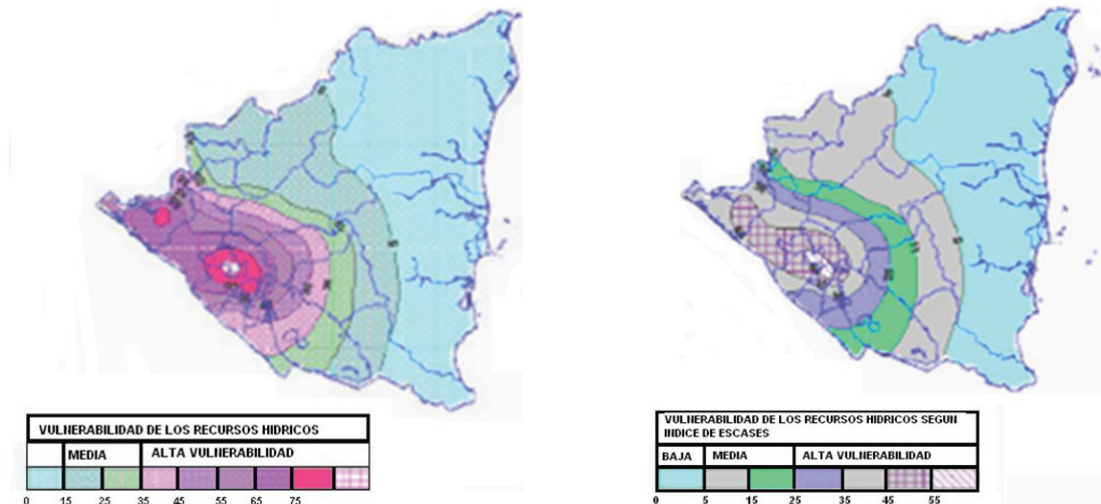 VULNERABILIDAD DE LOS RECURSOS HIDRICOS
MEDIA ALTA VULNERABILIDAD
0 15 25 35 45 55 65 75
VULNERABILIDAD DE LOS RECURSOS HIDRICOS SEGUN
INDICE DE ESCASES
BAJA MEDIA ALTA VULNERABILIDAD
0 5 15 25 35 45 55